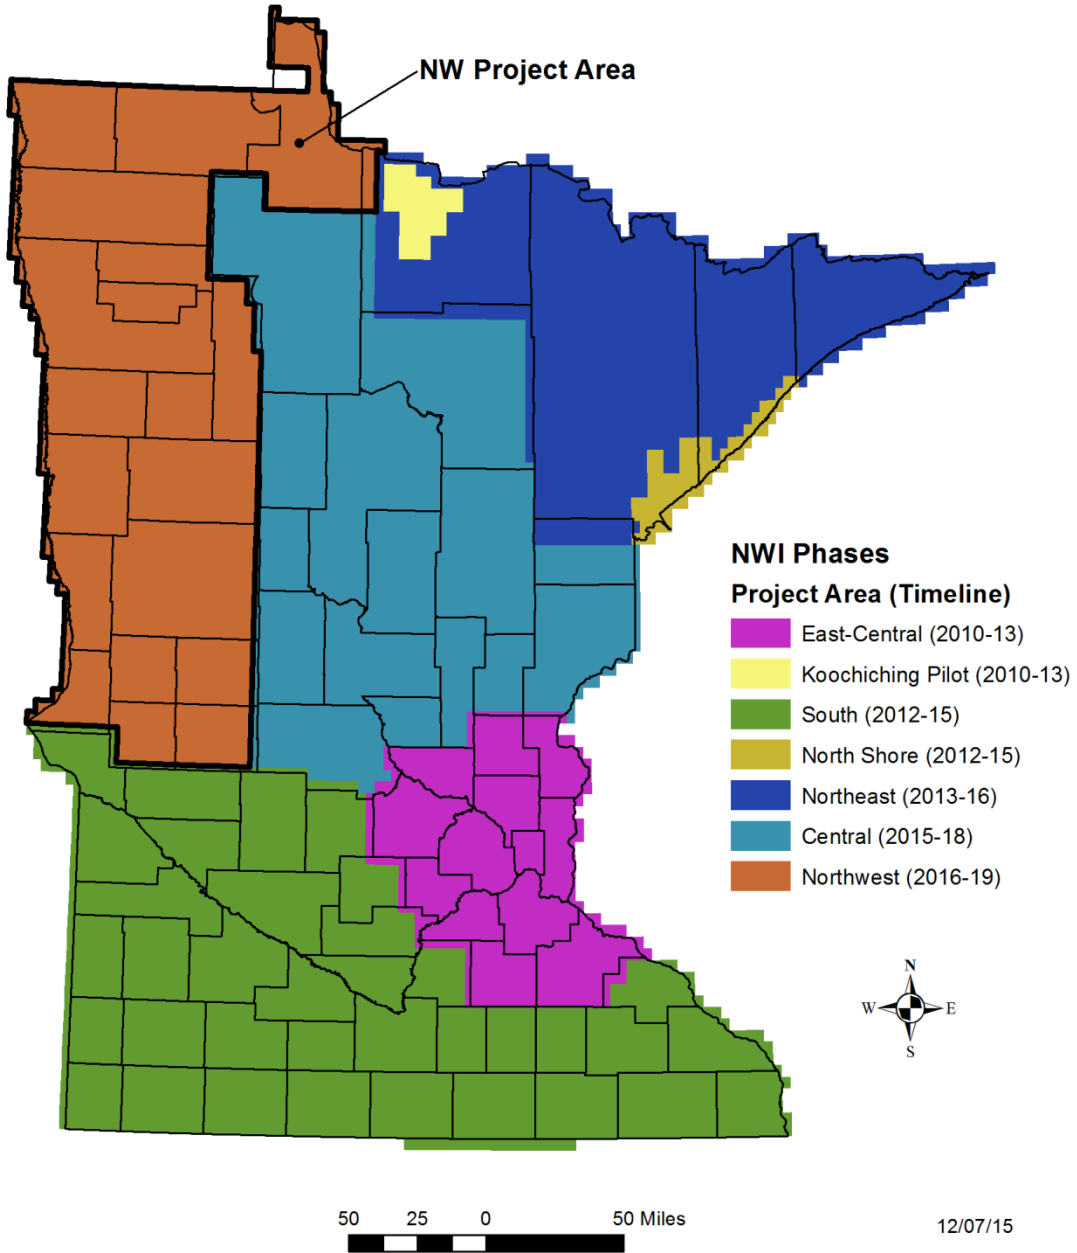 NW Project Area
NWI Phases
Project Area (Timeline)
East-Central (2010-13)
Koochiching Pilot (2010-13)
South (2012-15)
North Shore (2012-15)
Northeast (2013-16)
Central (2015-18)
Northwest (2016-19)
N
W E
S
50 25 0 50 Miles
12/07/15